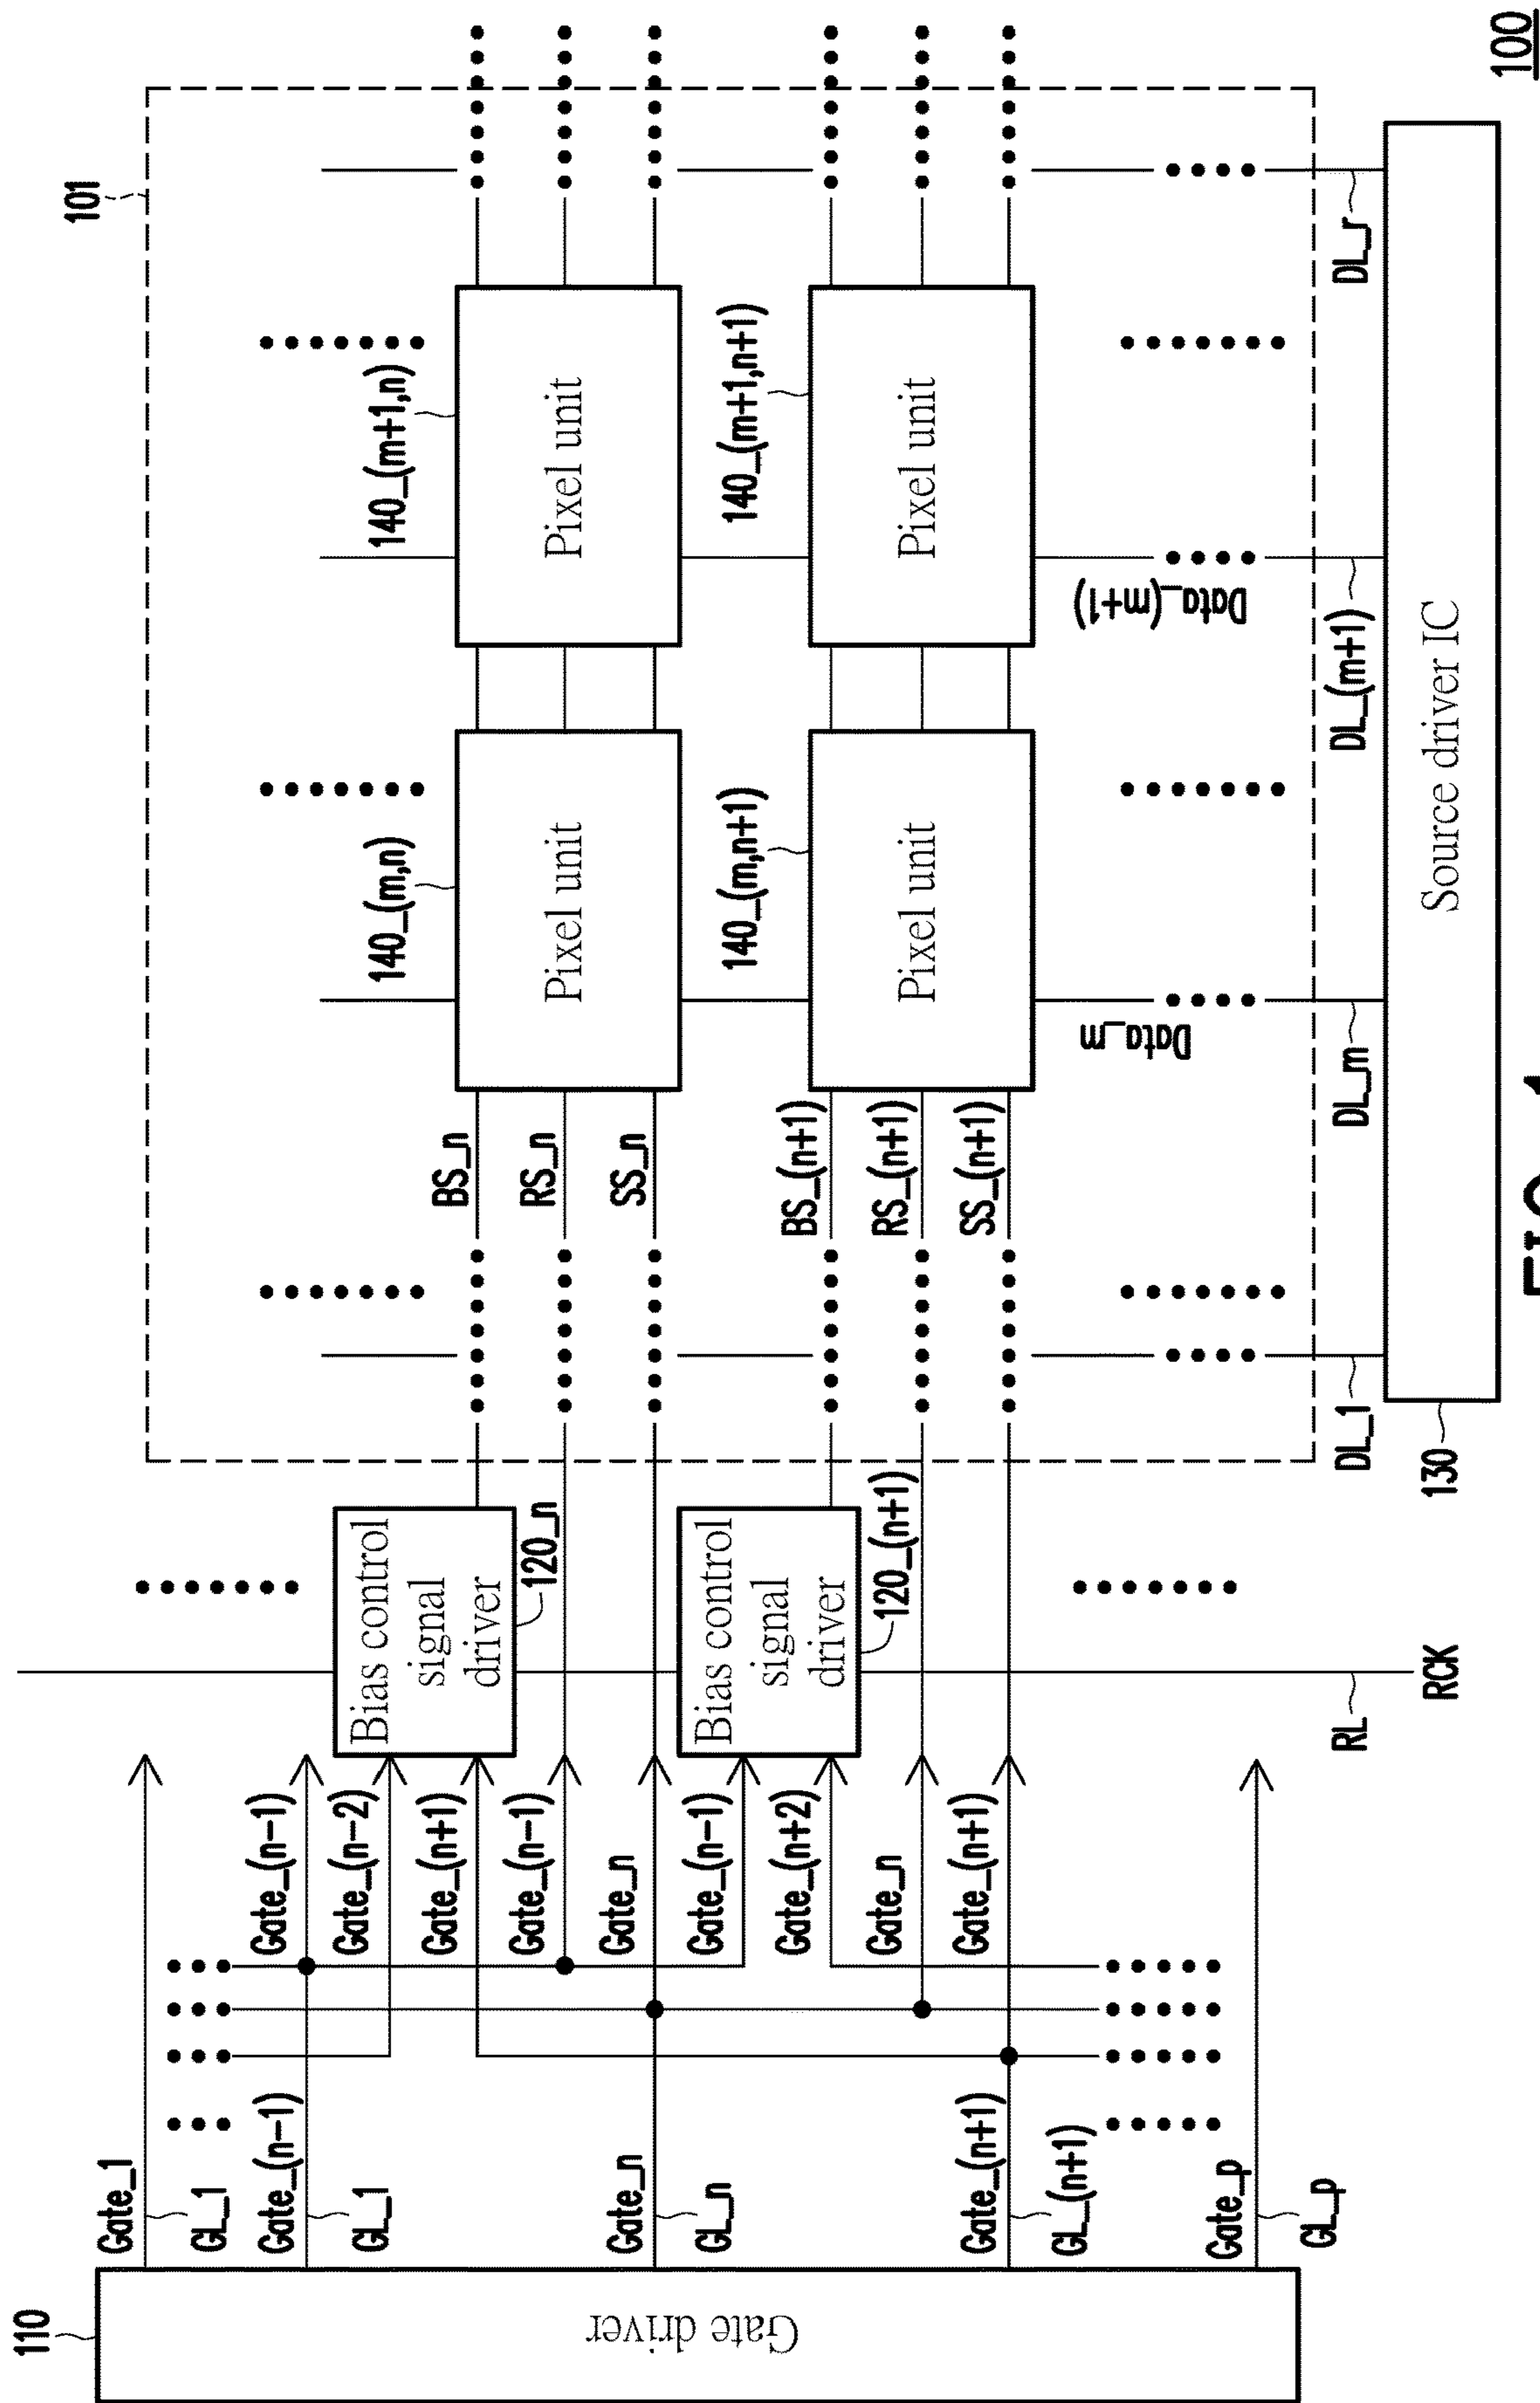 100
101
110
Gate driver
Gate_1
GL_1
Gate_(n-1)
GL_1
Gate_n
GL_n
Gate_(n+1)
GL_(n+1)
Gate_p
GL_p
Gate_(n-1)
Gate_(n-2)
Gate_(n+1)
Gate_(n-1)
Gate_n
Gate_(n-1)
Gate_(n+2)
Gate_n
Gate_(n+1)
Bias control
signal
driver
120_n
Bias control
signal
driver
120_(n+1)
RL
RCK
BS_n
RS_n
SS_n
BS_(n+1)
RS_(n+1)
SS_(n+1)
140_(m,n)
Pixel unit
140_(m+1,n)
Pixel unit
140_(m,n+1)
Pixel unit
140_(m+1,n+1)
Pixel unit
Data_m
Data_(m+1)
DL_1
DL_m
DL_(m+1)
DL_r
130
Source driver IC